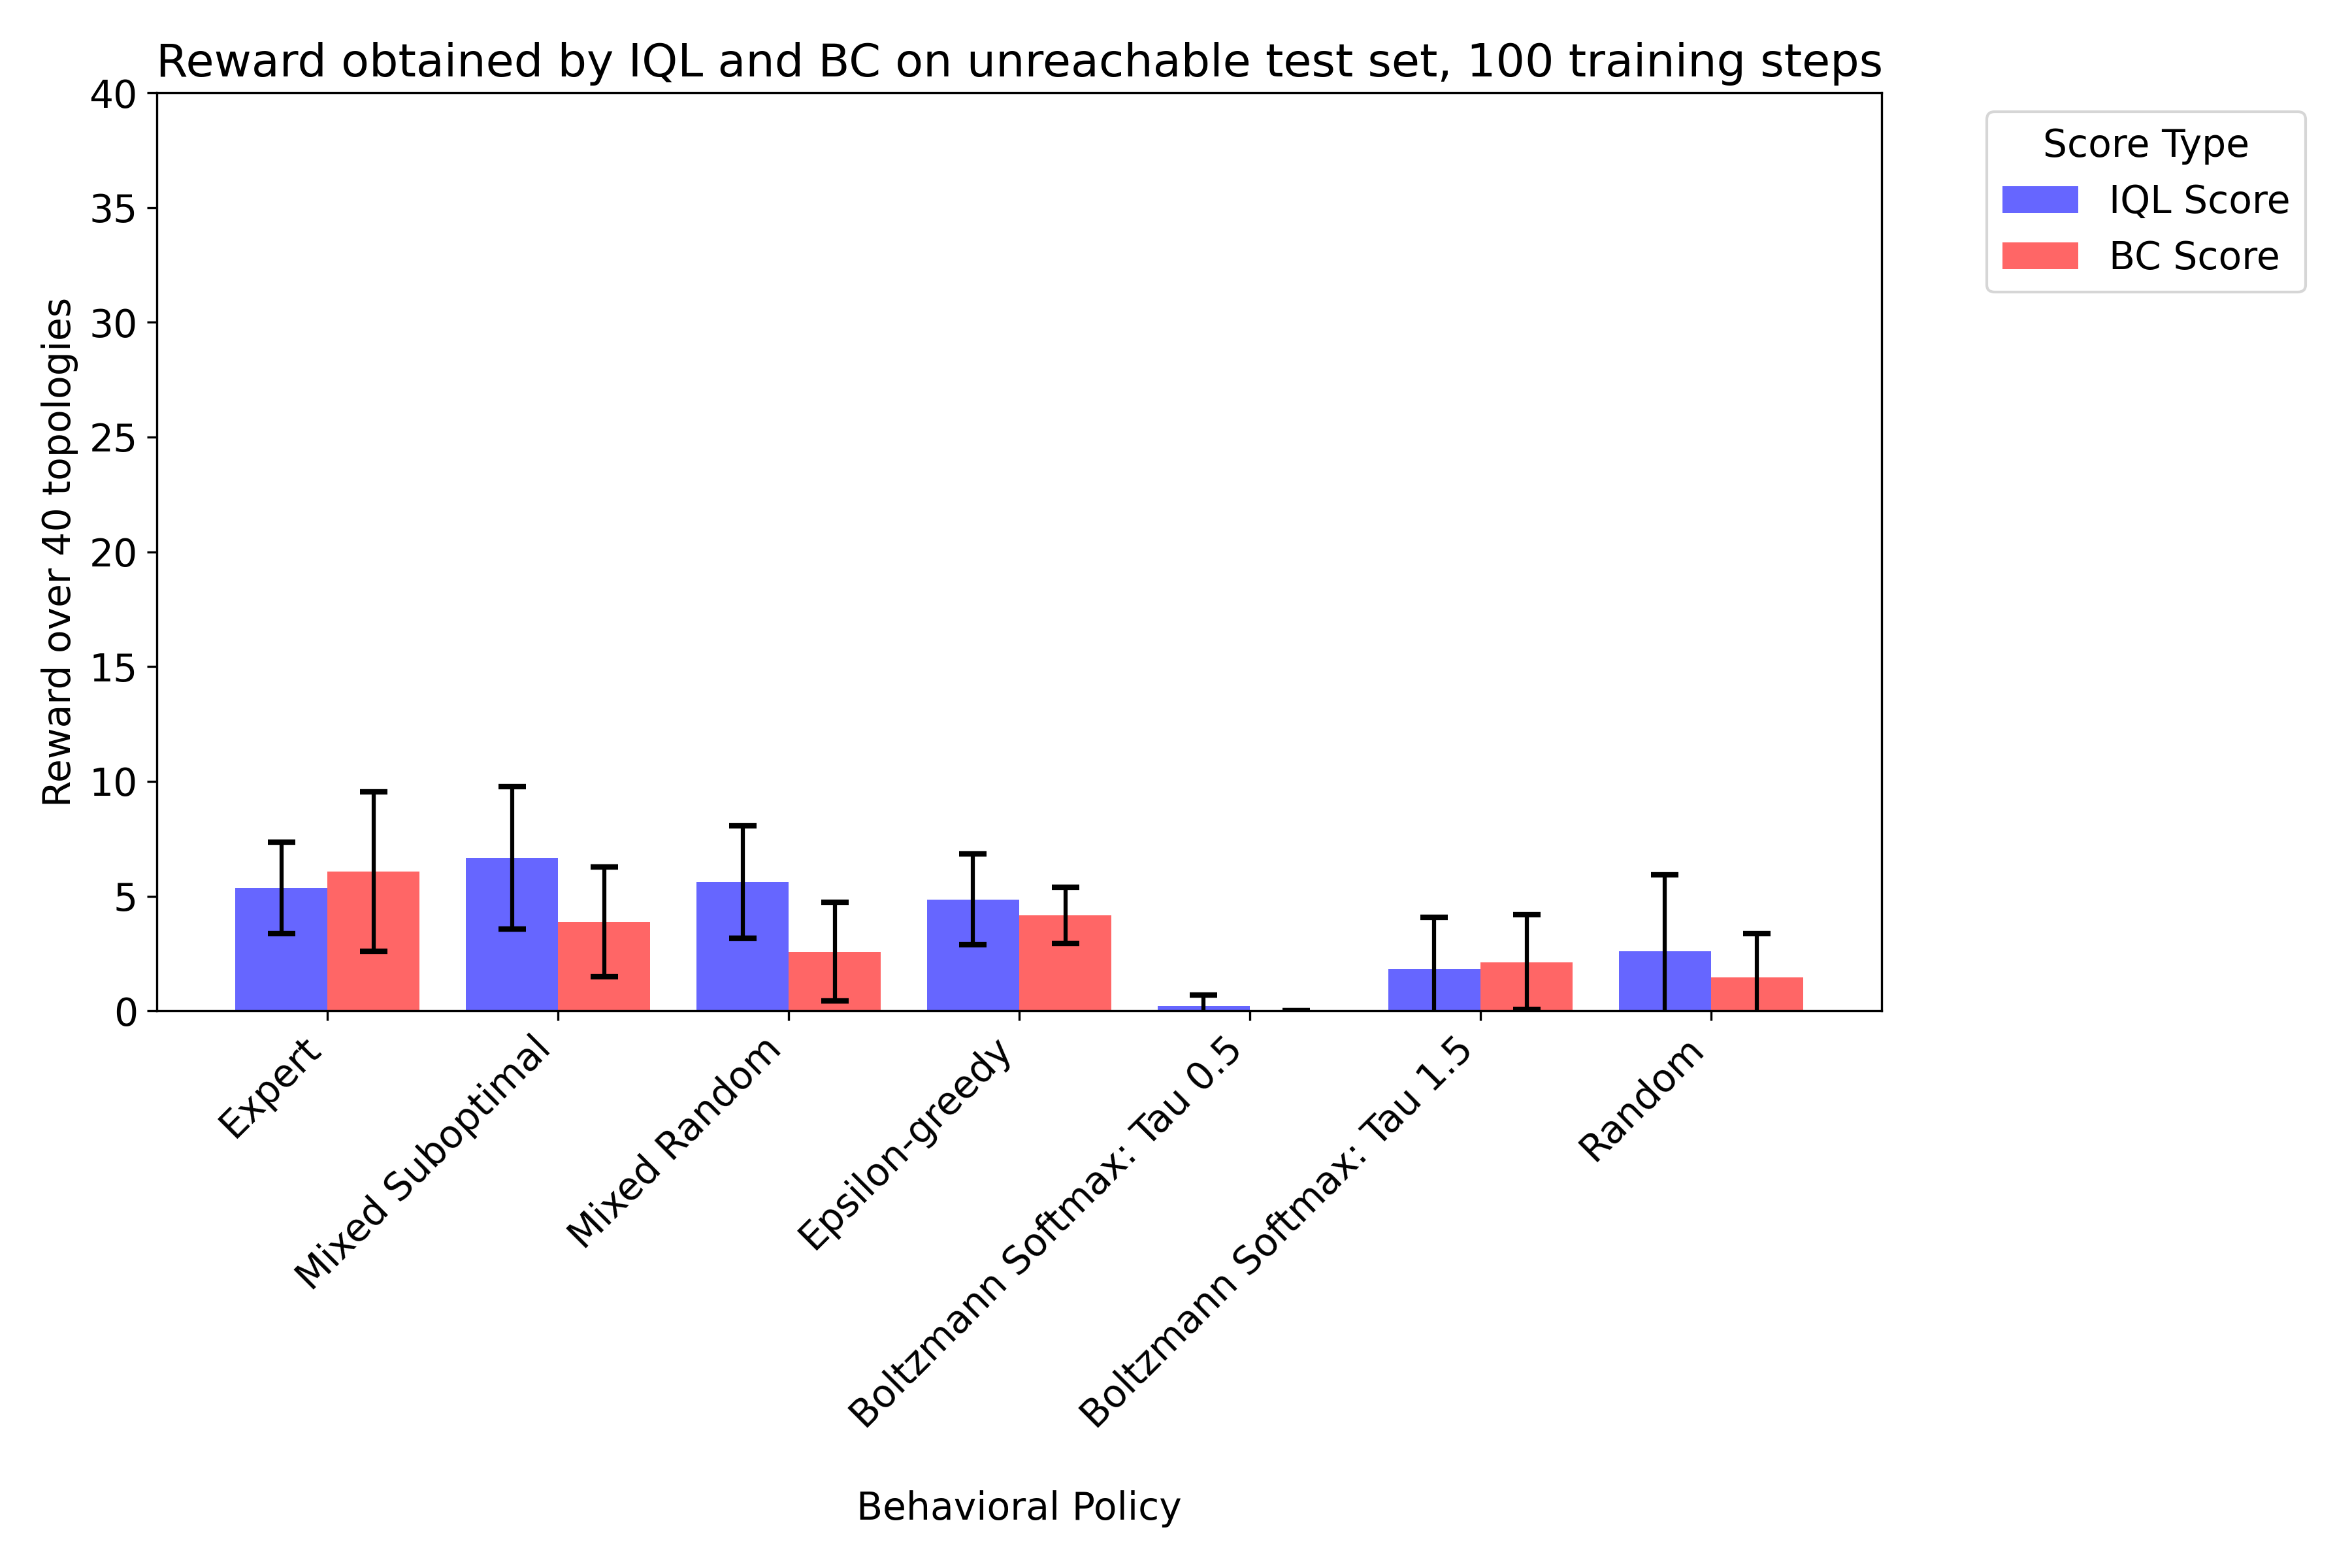 Reward obtained by IQL and BC on unreachable test set, 100 training steps
Reward over 40 topologies
40
35
30
25
20
15
10
5
0
Expert
Mixed Suboptimal
Mixed Random
Epsilon-greedy
Boltzmann Softmax: Tau 0.5
Boltzmann Softmax: Tau 1.5
Random
Behavioral Policy
Score Type
IQL Score
BC Score